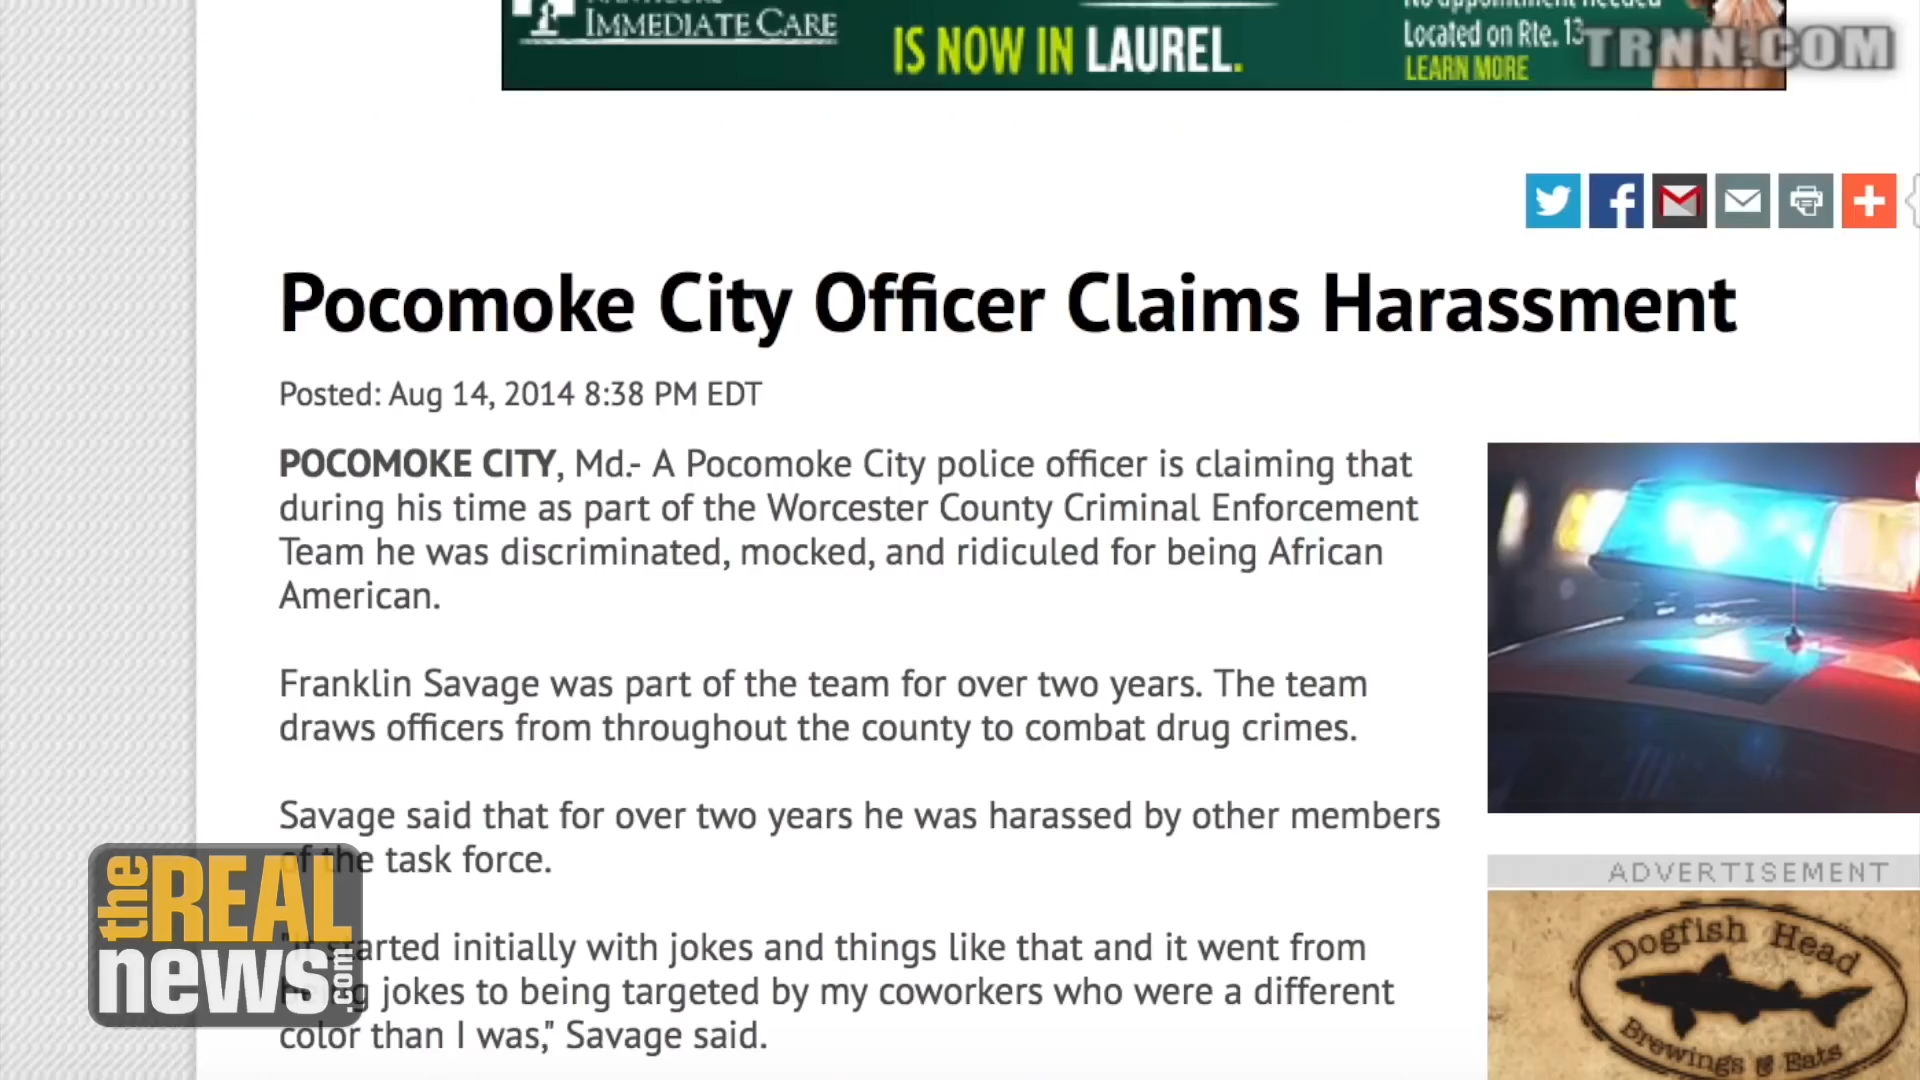 IMMEDIATE CARE
IS NOW IN LAUREL.
No appointment needed
Located on Rte. 13
LEARN MORE
TRNN.COM
Pocomoke City Officer Claims Harassment
Posted: Aug 14, 2014 8:38 PM EDT
POCOMOKE CITY, Md.- A Pocomoke City police officer is claiming that
during his time as part of the Worcester County Criminal Enforcement
Team he was discriminated, mocked, and ridiculed for being African
American.
Franklin Savage was part of the team for over two years. The team
draws officers from throughout the county to combat drug crimes.
Savage said that for over two years he was harassed by other members
of the task force.
"It started initially with jokes and things like that and it went from
being jokes to being targeted by my coworkers who were a different
color than I was," Savage said.
ADVERTISEMENT
Dogfish Head
Brewings & Eats
the REAL
news.com